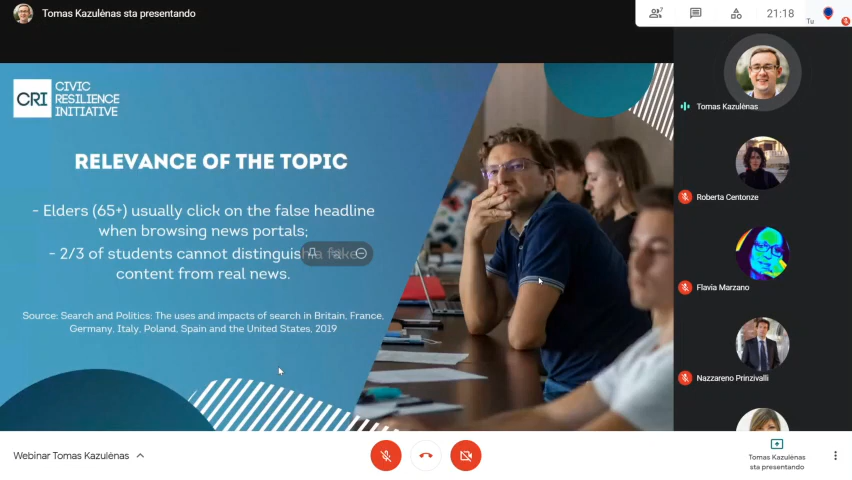 Tomas Kazulėnas sta presentando
7
21:18
Tu
CRI
CIVIC
RESILIENCE
INITIATIVE
Tomas Kazulėnas
RELEVANCE OF THE TOPIC
Roberta Centonze
- Elders (65+) usually click on the false headline
when browsing news portals;
- 2/3 of students cannot distinguish a fake
content from real news.
Flavia Marzano
Source: Search and Politics: The uses and impacts of search in Britain, France,
Germany, Italy, Poland, Spain and the United States, 2019
Nazzareno Prinzivalli
Webinar Tomas Kazulėnas
Tomas Kazulėnas
sta presentando